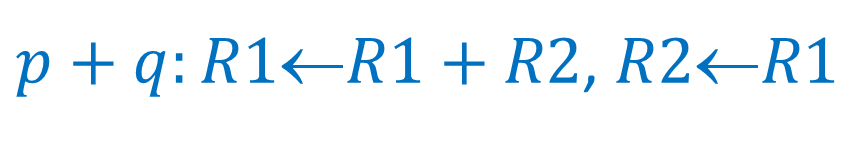 p + q: R1⟵R1 + R2, R2⟵R1